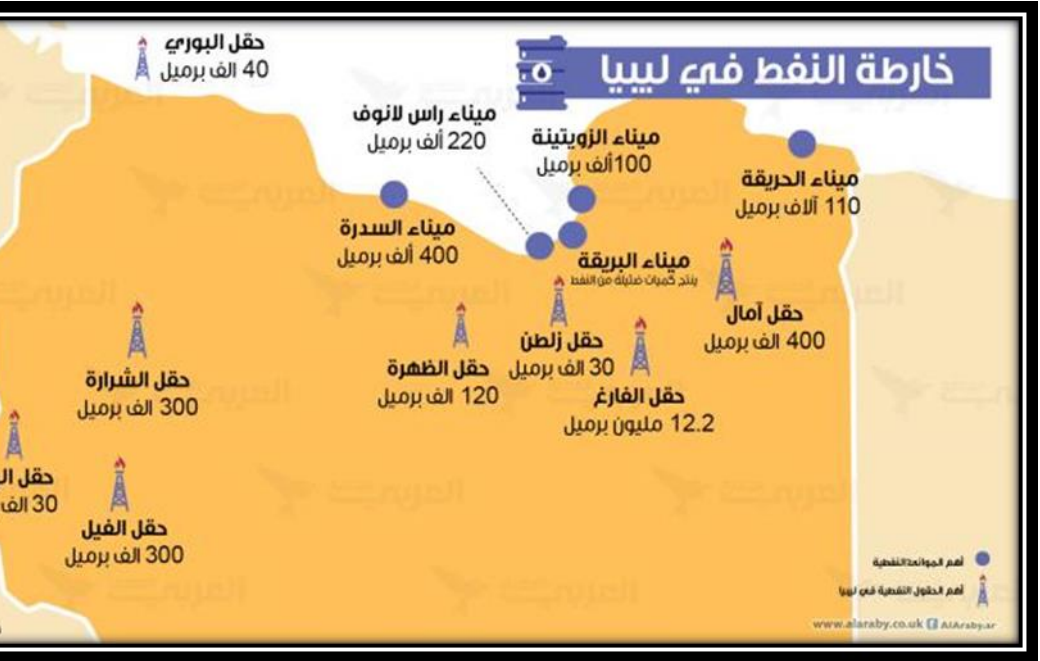 خارطة النفط في ليبيا
حقل البوري
40 الف برميل
ميناء راس لانوف
220 ألف برميل
ميناء الزويتينة
100ألف برميل
ميناء الحريقة
110 آلاف برميل
ميناء السدرة
400 ألف برميل
ميناء البريقة
ينتج كميات ضئيلة من النفط
حقل آمال
400 الف برميل
حقل زلطن
30 الف برميل
حقل الظهرة
120 الف برميل
حقل الفارغ
12.2 مليون برميل
حقل الشرارة
300 الف برميل
حقل
30 الف
حقل الفيل
300 الف برميل
أهم الموانئ النفطية
أهم الحقول النفطية في ليبيا
www.alaraby.co.uk AlAraby.ar
العربي